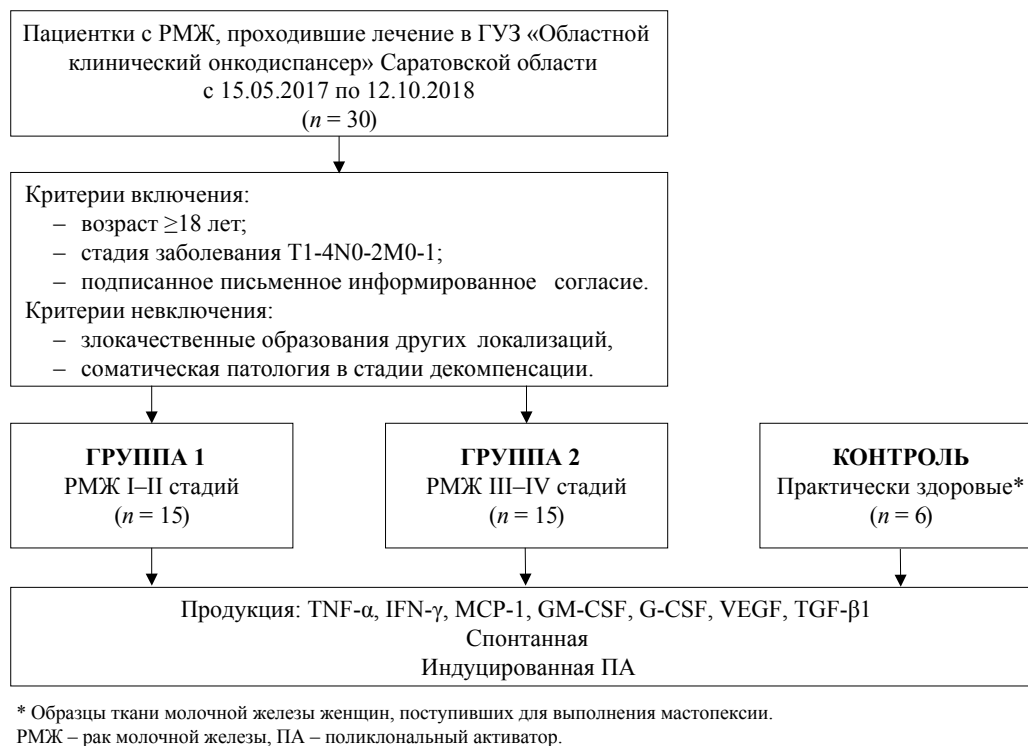 Пациентки с РМЖ, проходившие лечение в ГУЗ «Областной
клинический онкодиспансер» Саратовской области
с 15.05.2017 по 12.10.2018
(n = 30)
Критерии включения:
– возраст ≥18 лет;
– стадия заболевания T1-4N0-2M0-1;
– подписанное письменное информированное согласие.
Критерии невключения:
– злокачественные образования других локализаций,
– соматическая патология в стадии декомпенсации.
ГРУППА 1
РМЖ I–II стадий
(n = 15)
ГРУППА 2
РМЖ III–IV стадий
(n = 15)
КОНТРОЛЬ
Практически здоровые*
(n = 6)
Продукция: TNF-α, IFN-γ, MCP-1, GM-CSF, G-CSF, VEGF, TGF-β1
Спонтанная
Индуцированная ПА
* Образцы ткани молочной железы женщин, поступивших для выполнения мастопексии.
РМЖ – рак молочной железы, ПА – поликлональный активатор.